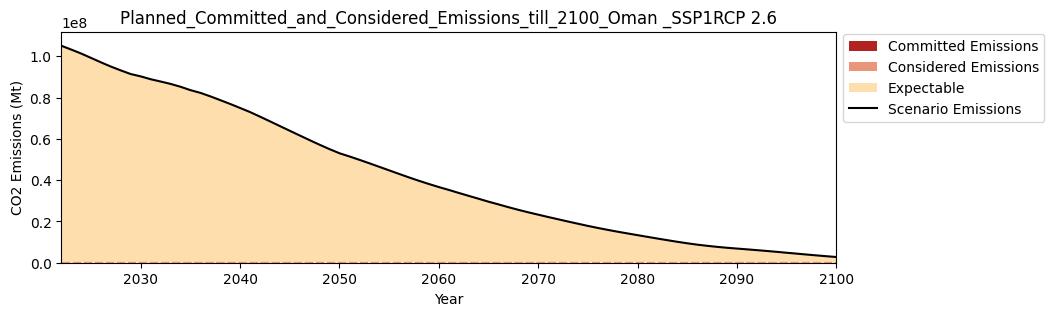 Planned_Committed_and_Considered_Emissions_till_2100_Oman _SSP1RCP 2.6
1e8
Committed Emissions
Considered Emissions
Expectable
Scenario Emissions
CO2 Emissions (Mt)
1.0
0.8
0.6
0.4
0.2
0.0
2030 2040 2050 2060 2070 2080 2090 2100
Year